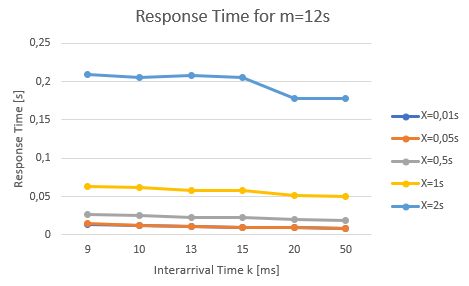 Response Time for m=12s
0,25
0,2
0,15
0,1
0,05
0
Response Time [s]
9 10 13 15 20 50
Interarrival Time k [ms]
X=0,01s
X=0,05s
X=0,5s
X=1s
X=2s